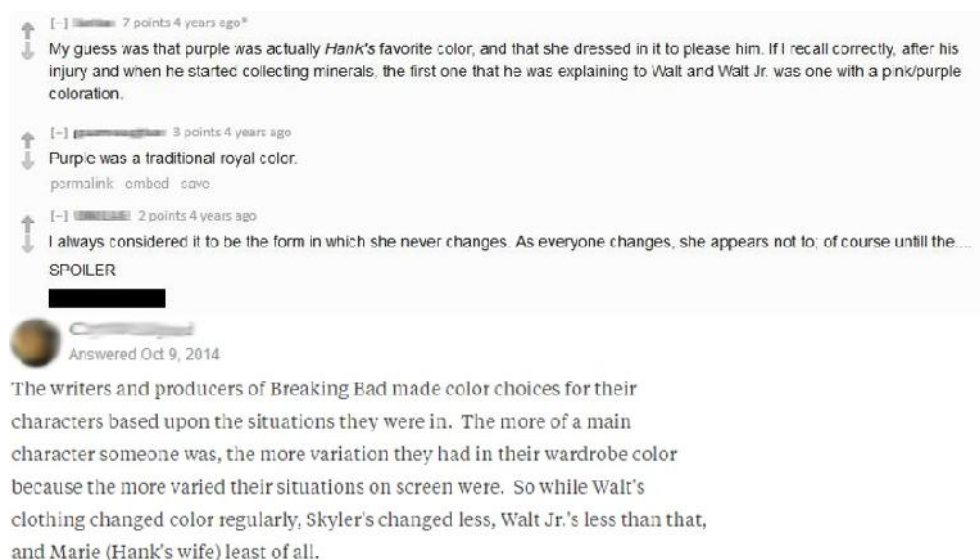 [-] 7 points 4 years ago*
My guess was that purple was actually Hank's favorite color, and that she dressed in it to please him. If I recall correctly, after his
injury and when he started collecting minerals, the first one that he was explaining to Walt and Walt Jr. was one with a pink/purple
coloration.
[-] 3 points 4 years ago
Purple was a traditional royal color.
permalink embed save
[-] 2 points 4 years ago
I always considered it to be the form in which she never changes. As everyone changes, she appears not to; of course untill the....
SPOILER
Answered Oct 9, 2014
The writers and producers of Breaking Bad made color choices for their
characters based upon the situations they were in. The more of a main
character someone was, the more variation they had in their wardrobe color
because the more varied their situations on screen were. So while Walt's
clothing changed color regularly, Skyler's changed less, Walt Jr.'s less than that,
and Marie (Hank's wife) least of all.